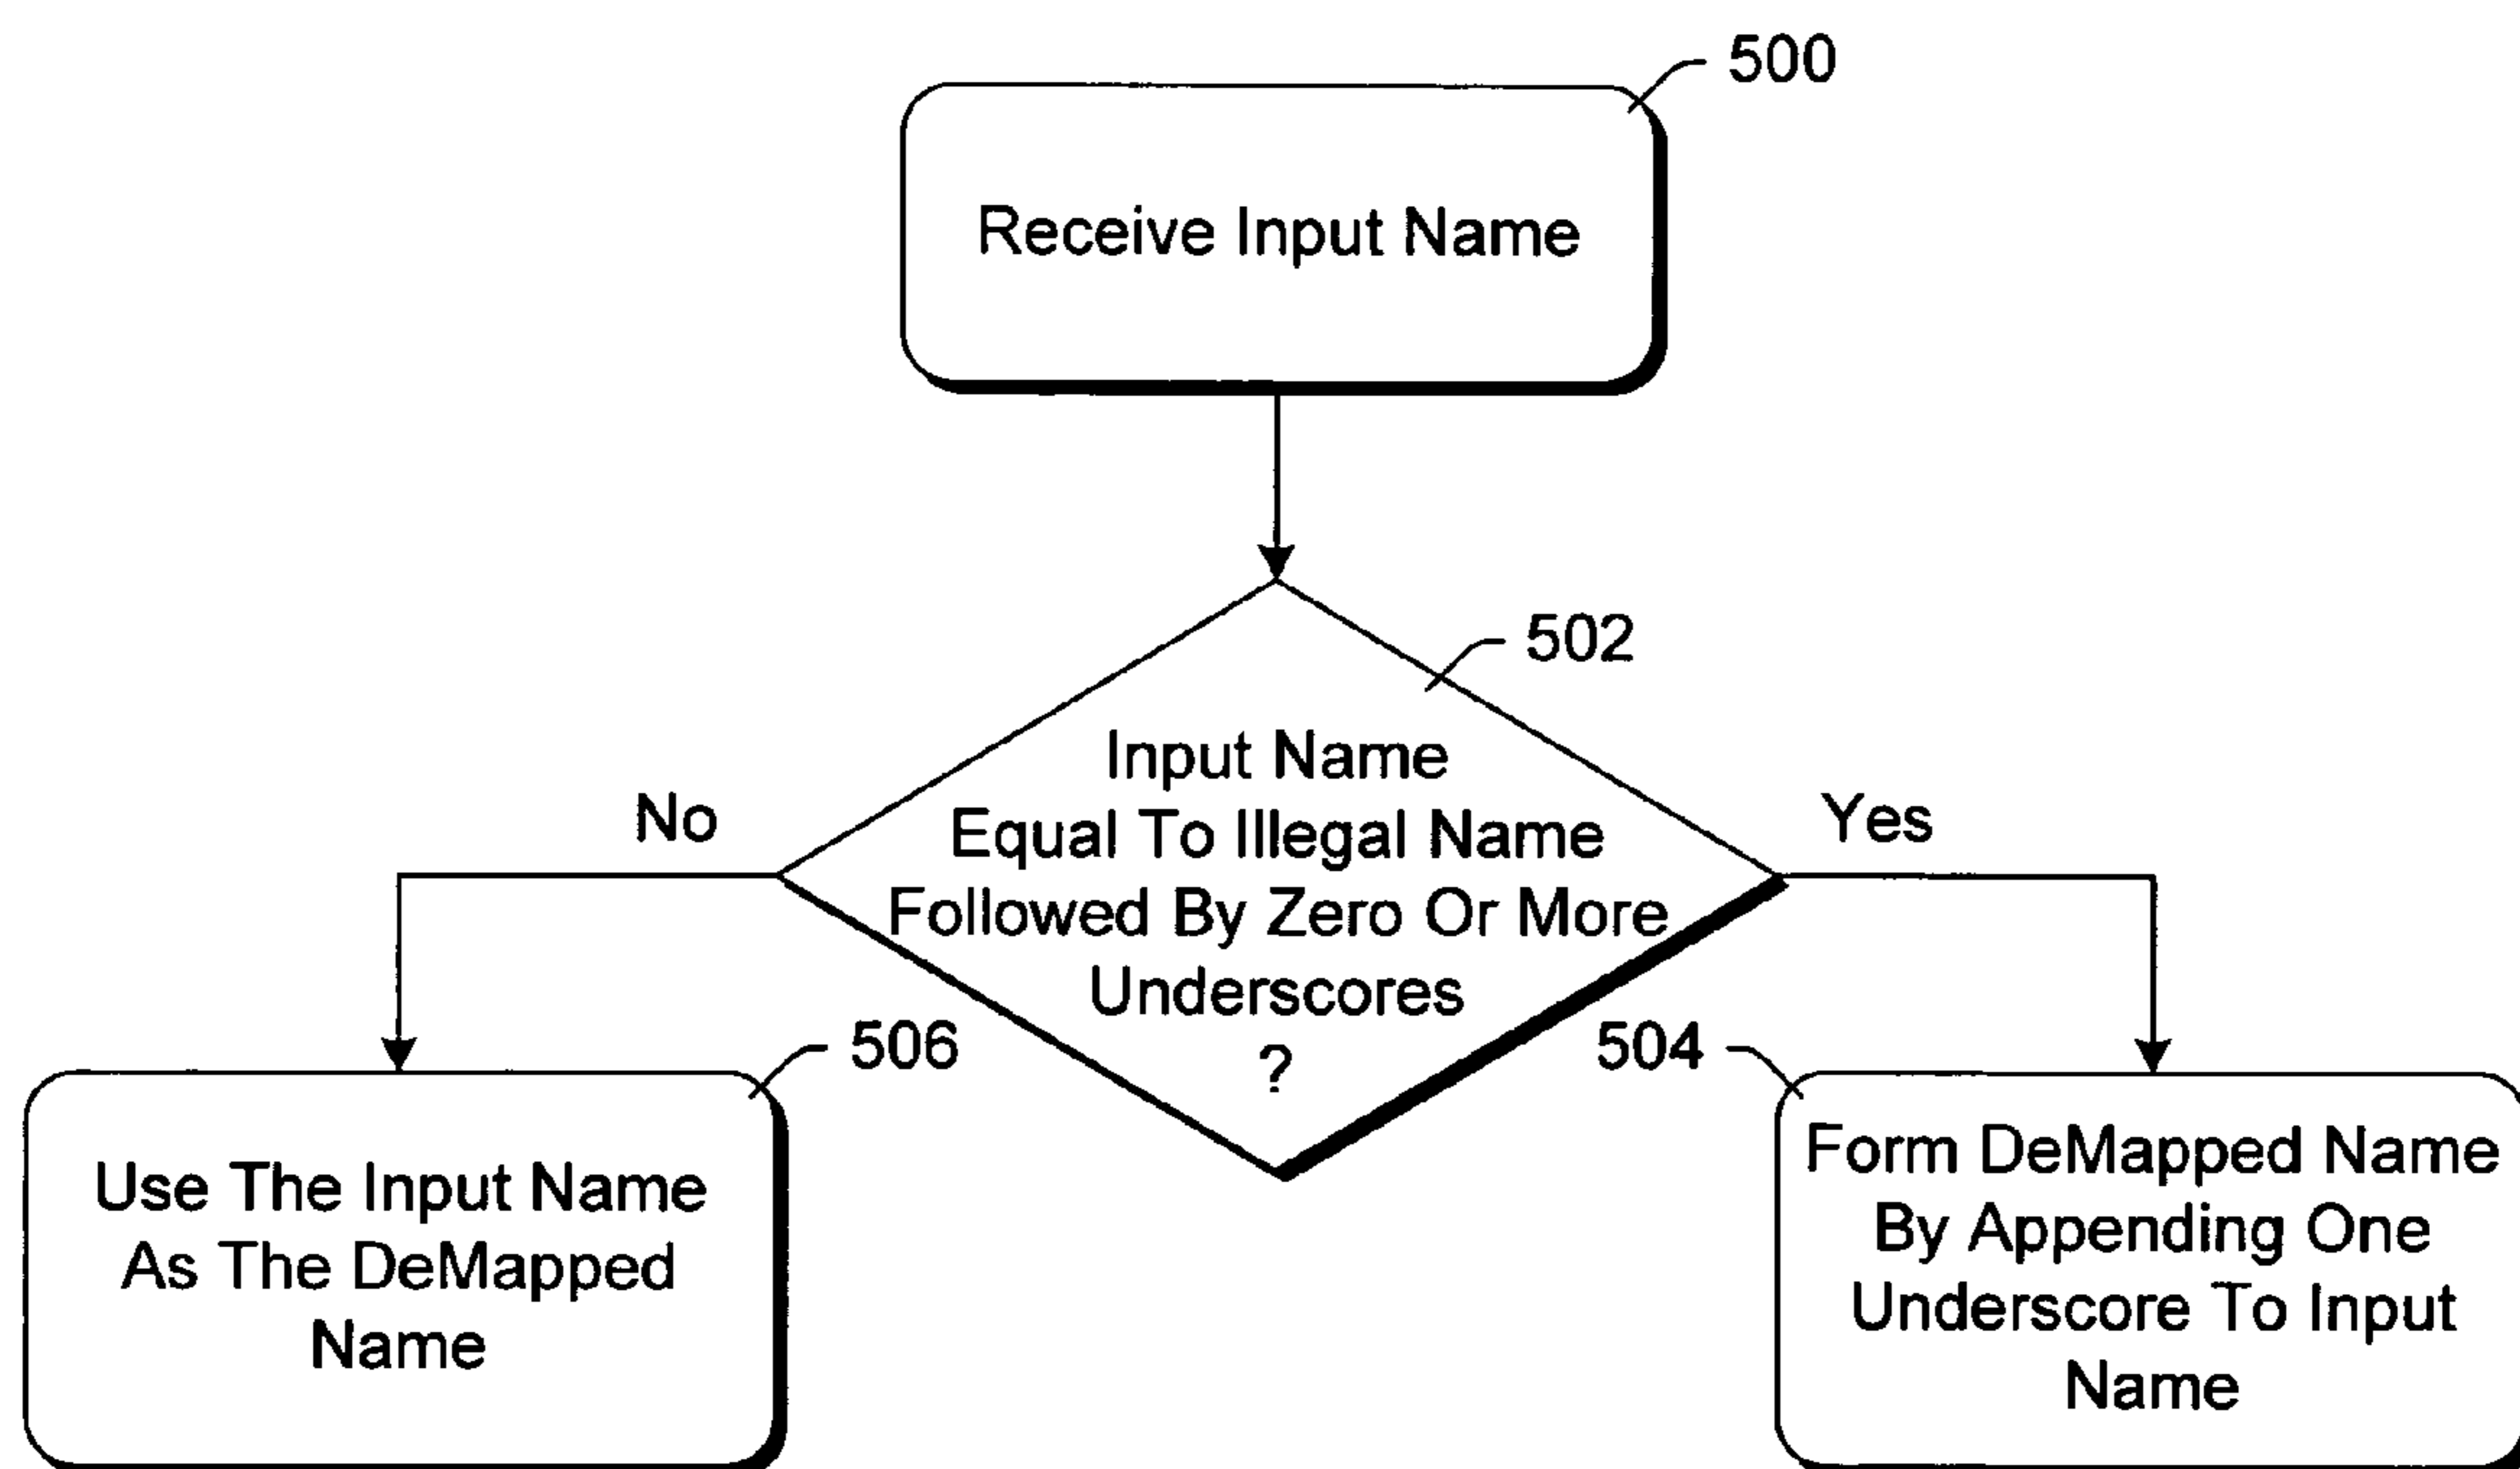 500
Receive Input Name
502
Input Name
Equal To Illegal Name
Followed By Zero Or More
Underscores
?
No
Yes
506
Use The Input Name
As The DeMapped
Name
504
Form DeMapped Name
By Appending One
Underscore To Input
Name